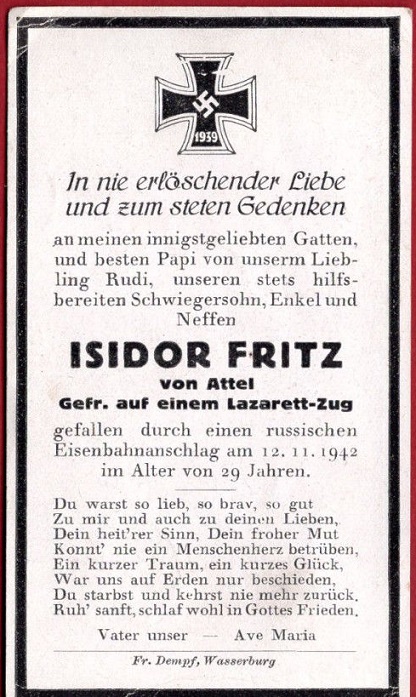 1939
In nie erlöschender Liebe
und zum steten Gedenken
an meinen innigstgeliebten Gatten,
und besten Papi von unserm Lieb-
ling Rudi, unseren stets hilfs-
bereiten Schwiegersohn, Enkel und
Neffen
ISIDOR FRITZ
von Attel
Gefr. auf einem Lazarett-Zug
gefallen durch einen russischen
Eisenbahnanschlag am 12. 11. 1942
im Alter von 29 Jahren.
Du warst so lieb, so brav, so gut
Zu mir und auch zu deinen Lieben,
Dein heit'rer Sinn, Dein froher Mut
Konnt' nie ein Menschenherz betrüben,
Ein kurzer Traum, ein kurzes Glück,
War uns auf Erden nur beschieden,
Du starbst und kehrst nie mehr zurück.
Ruh' sanft, schlaf wohl in Gottes Frieden.
Vater unser — Ave Maria
Fr. Dempf, Wasserburg